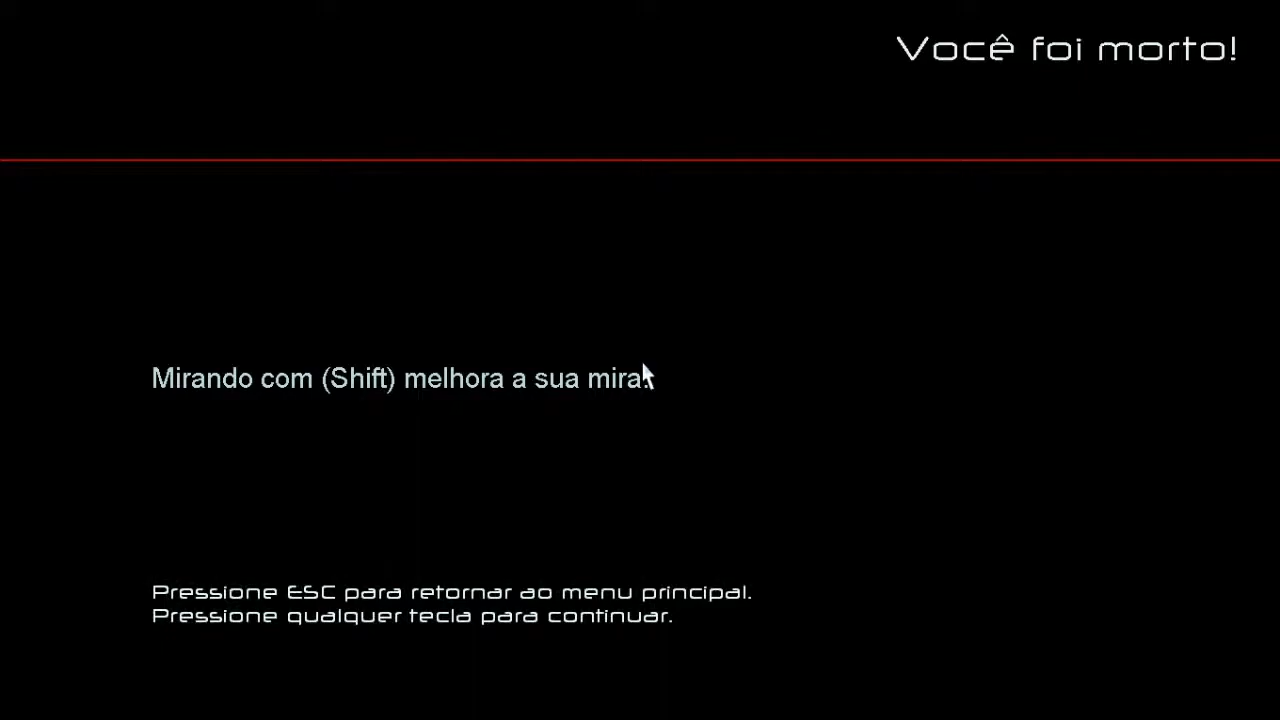 Você foi morto!
Mirando com (Shift) melhora a sua mira.
Pressione ESC para retornar ao menu principal.
Pressione qualquer tecla para continuar.